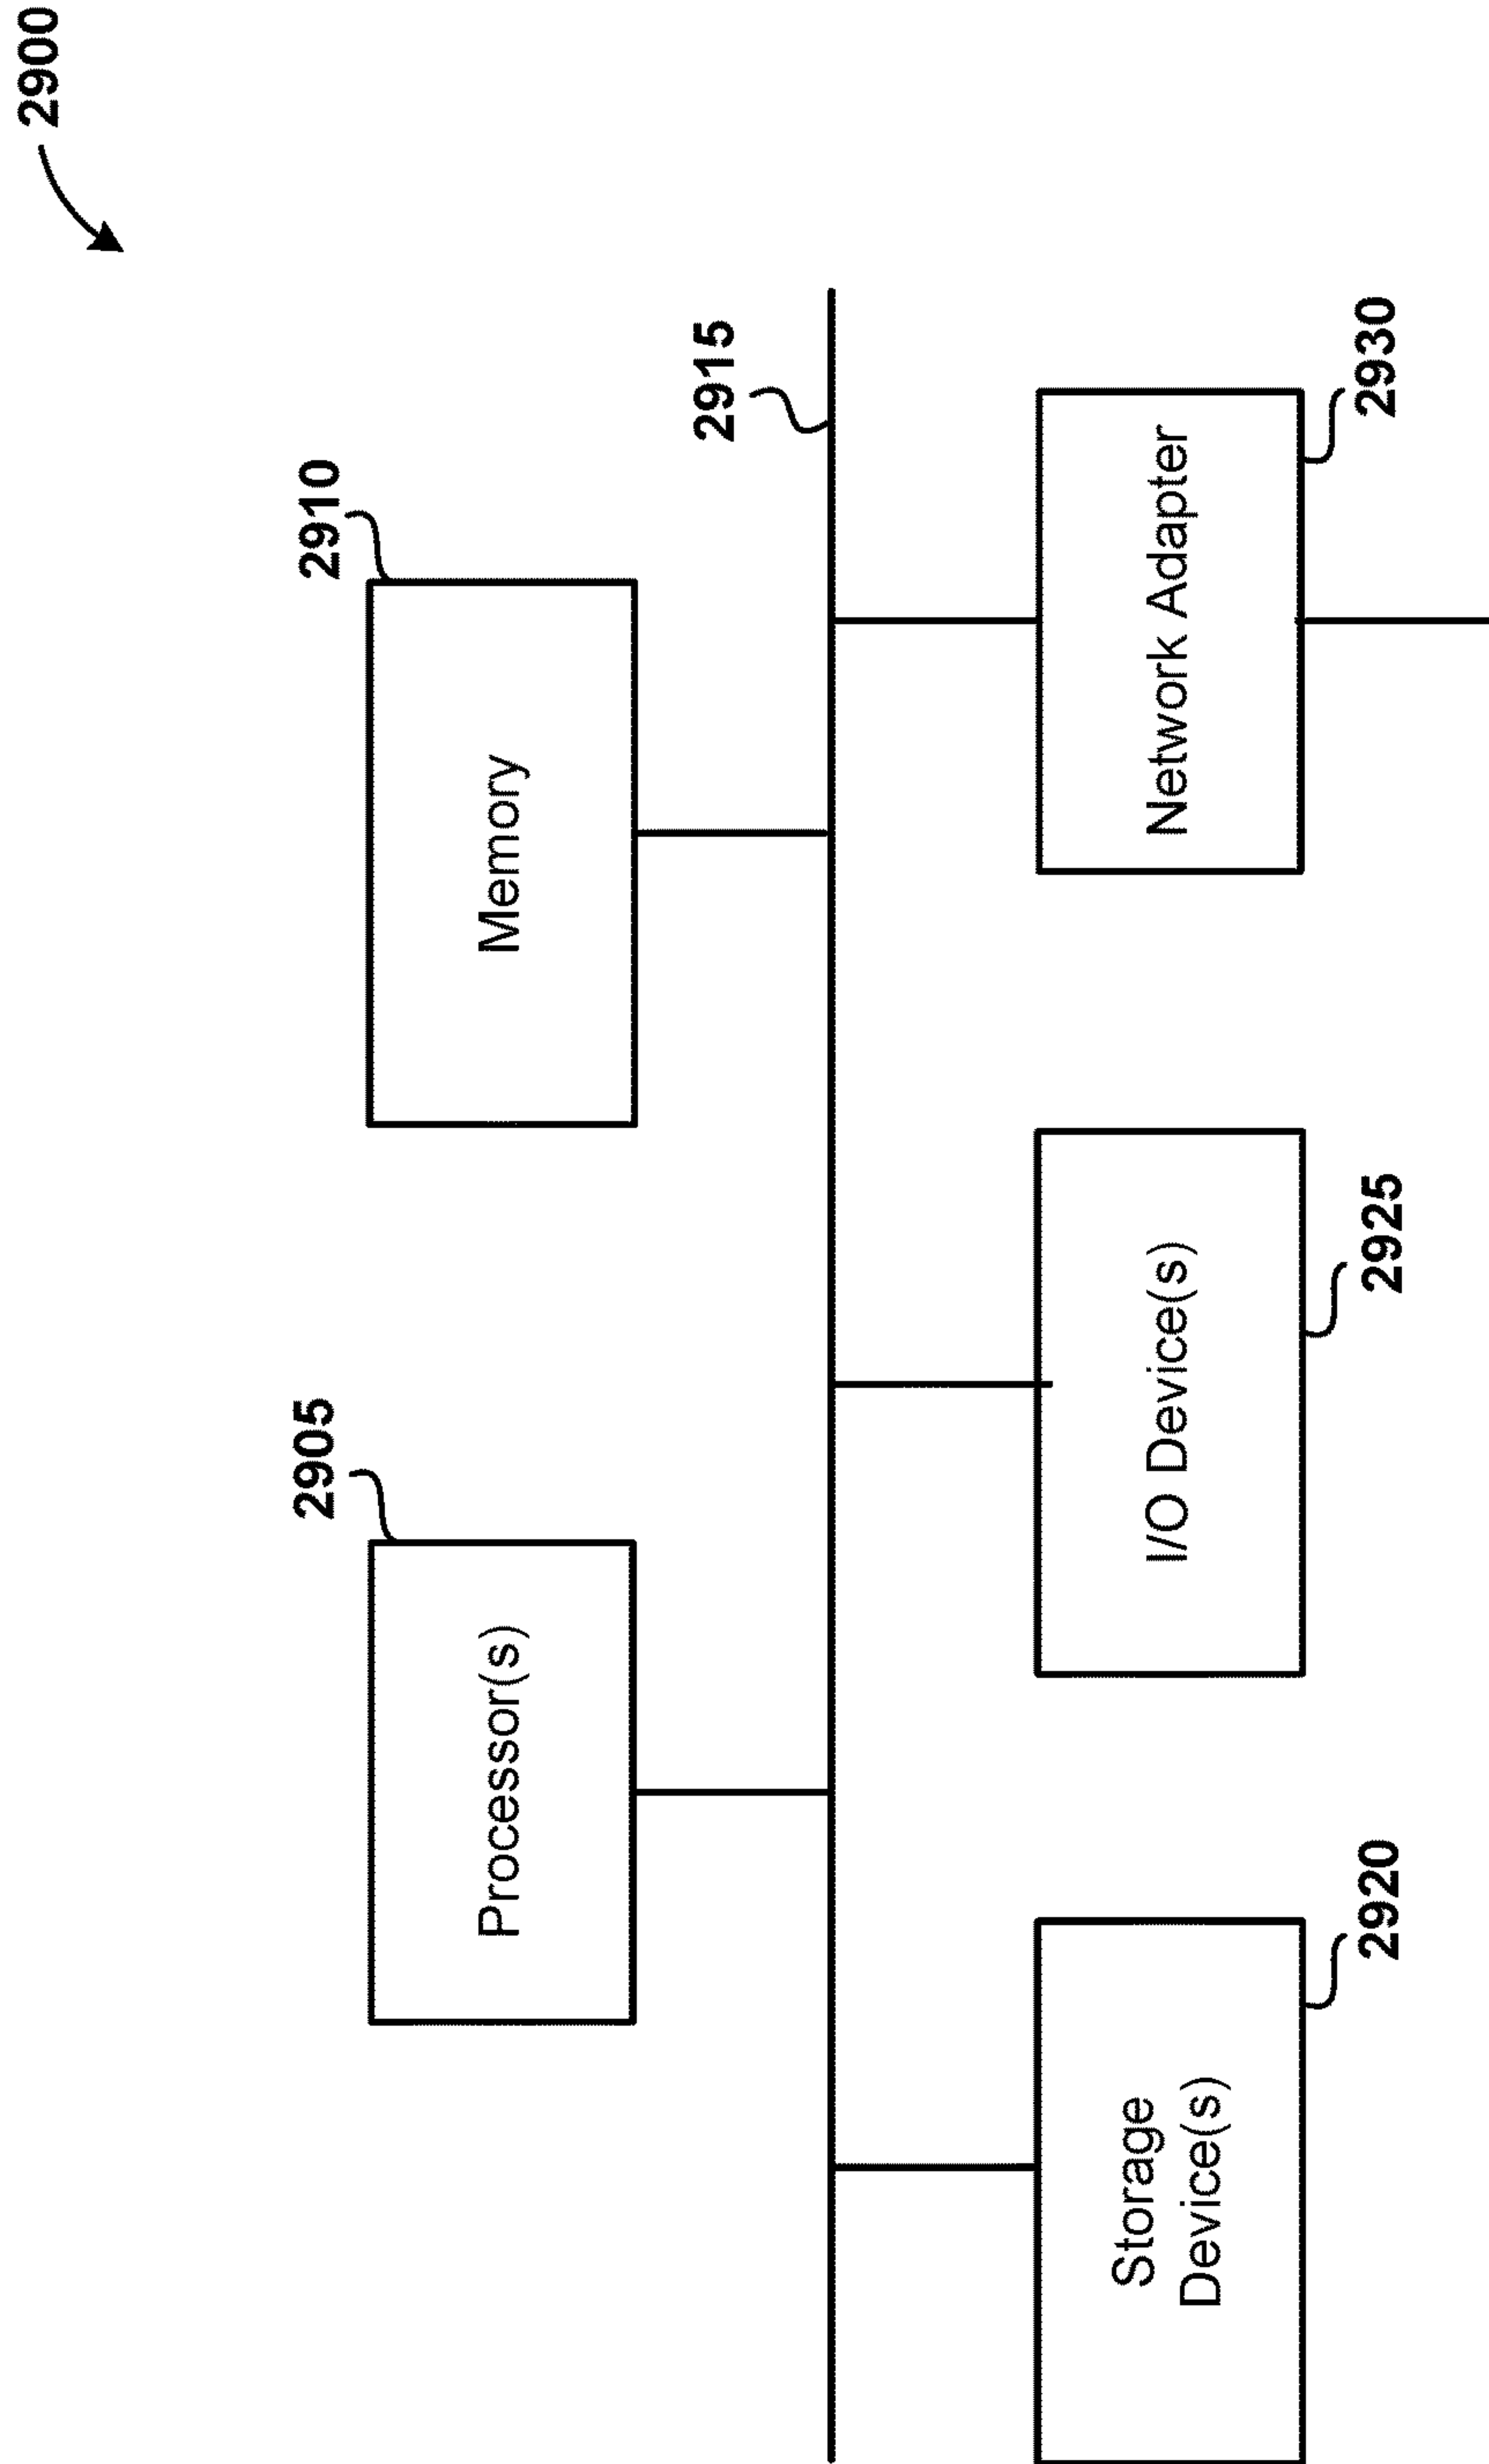 2900
2905
Processor(s)
2910
Memory
2915
Storage
Device(s)
2920
I/O Device(s)
2925
Network Adapter
2930